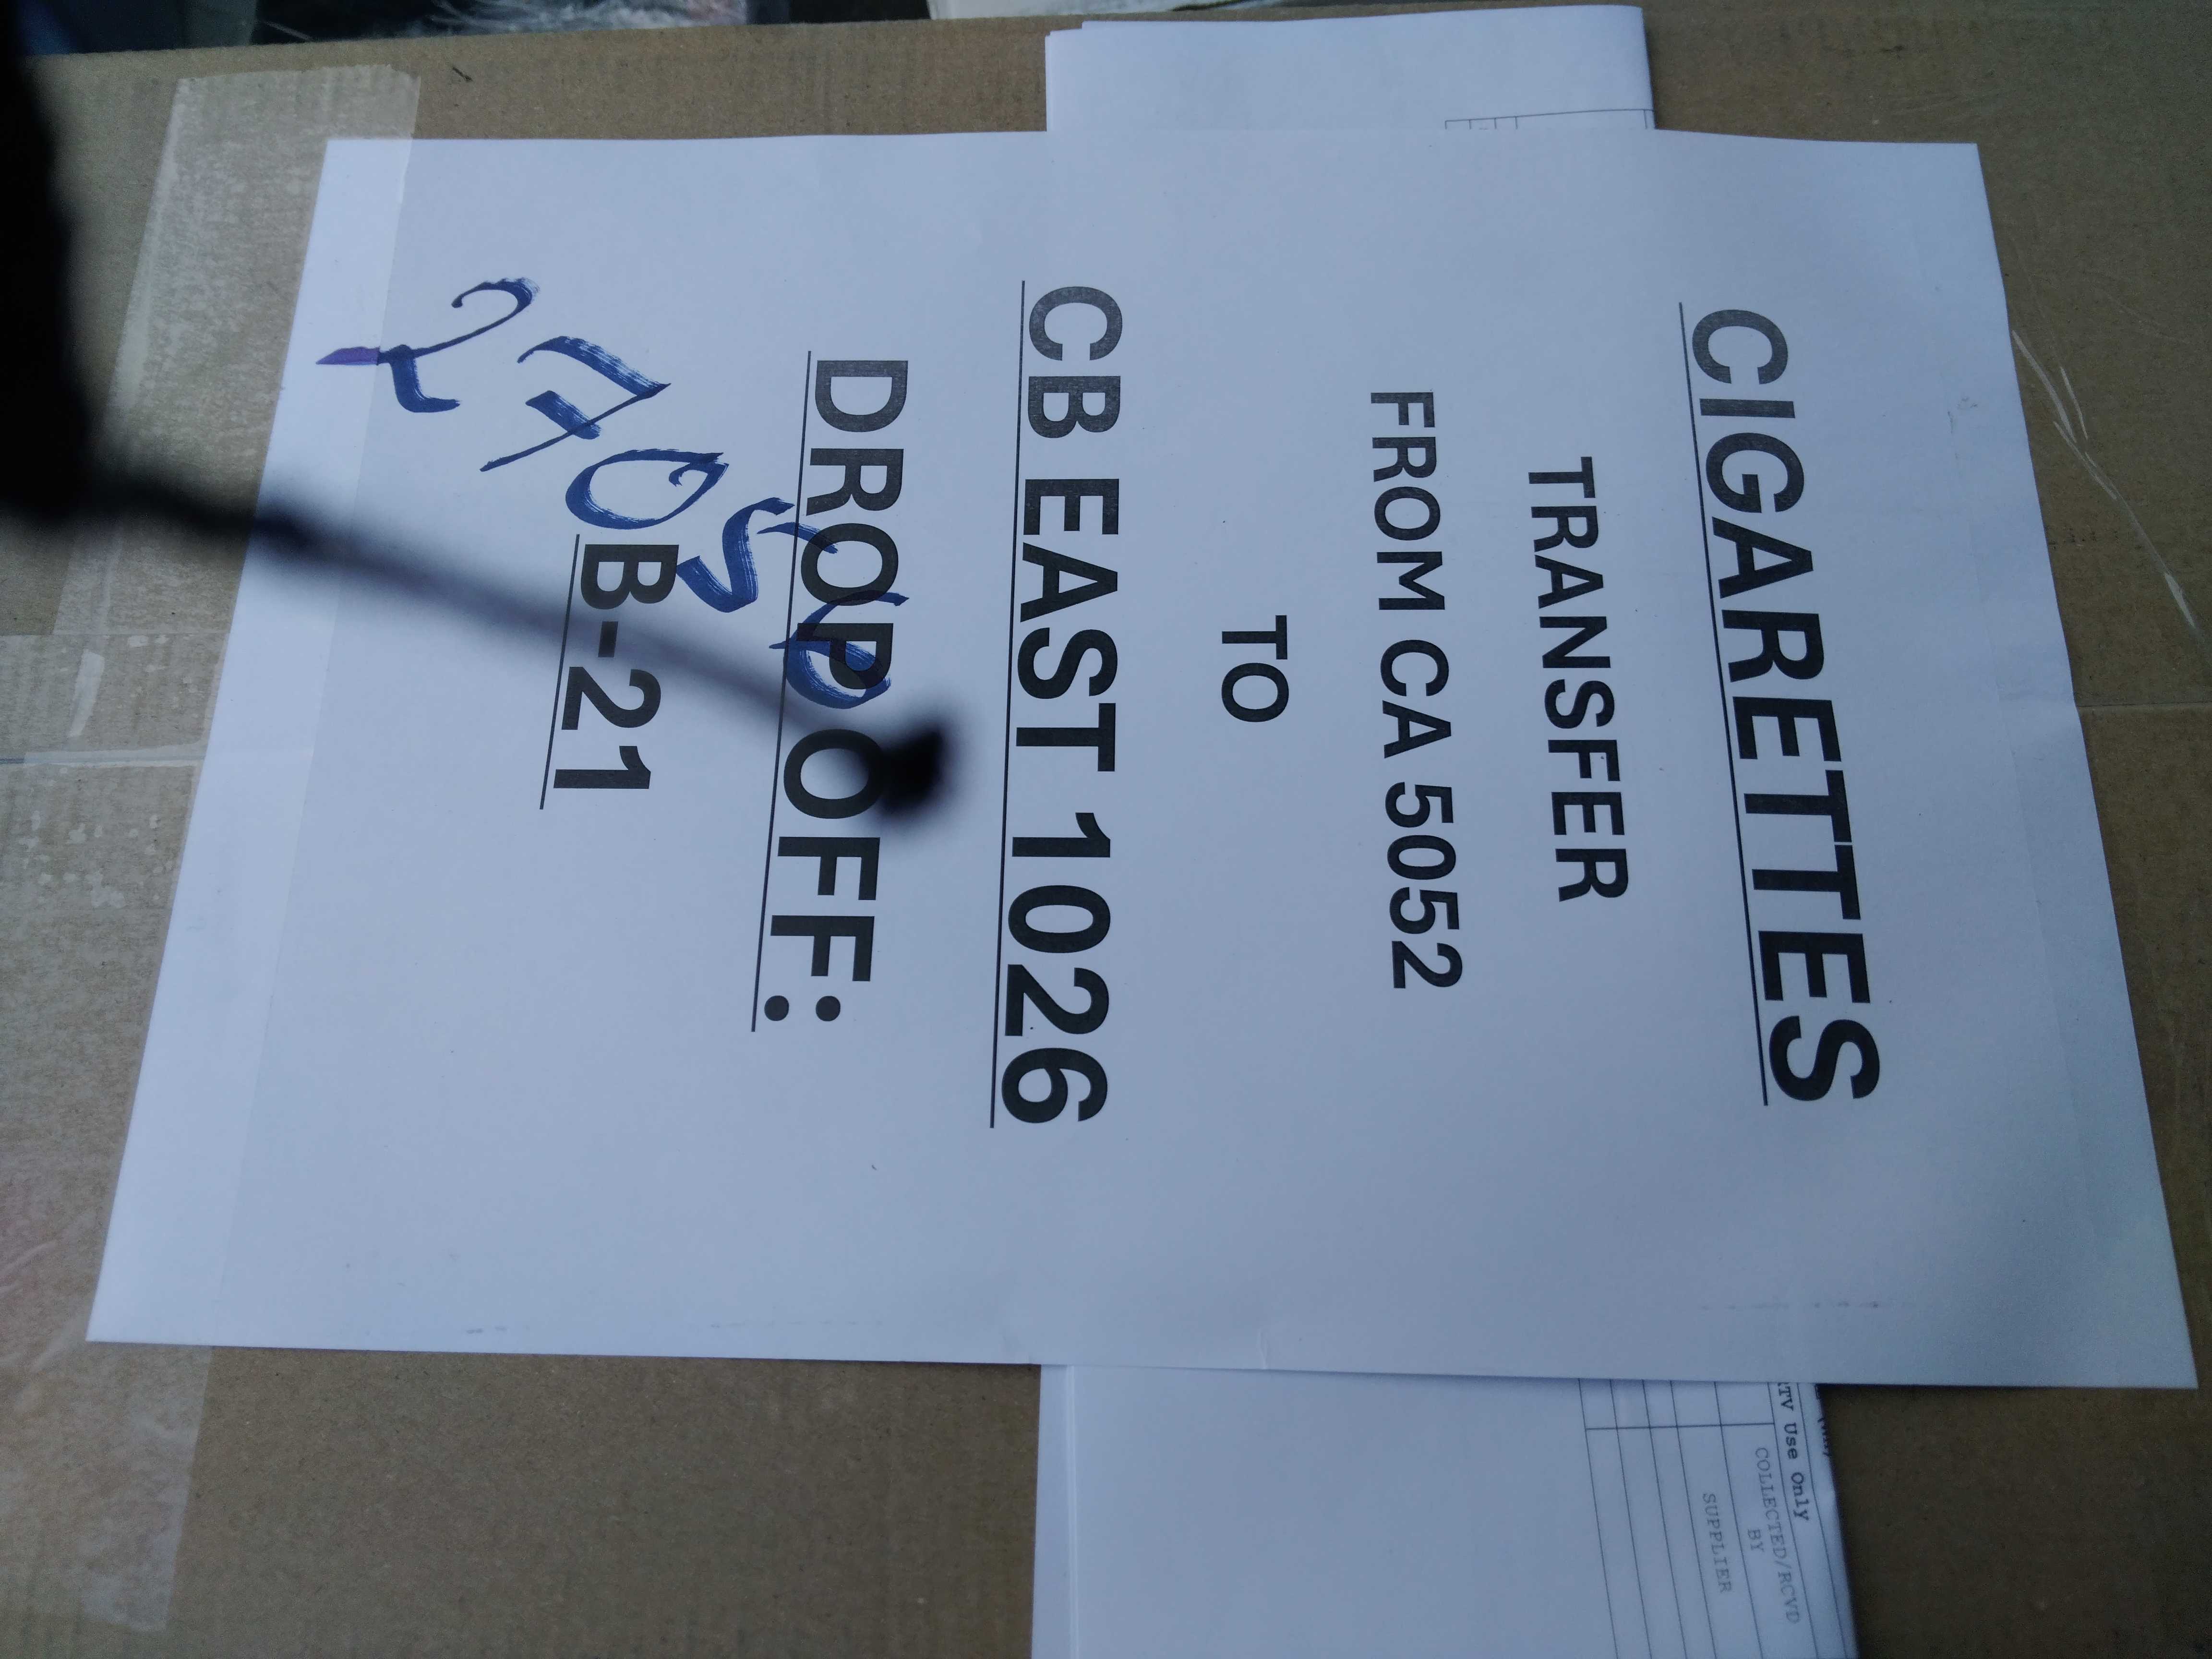 CIGARETTES
TRANSFER
FROM CA 5052
TO
CB EAST 1026
DROP OFF:
B-21
27056
TV Use Only
COLLECTED/RCVD
BY
SUPPLIER